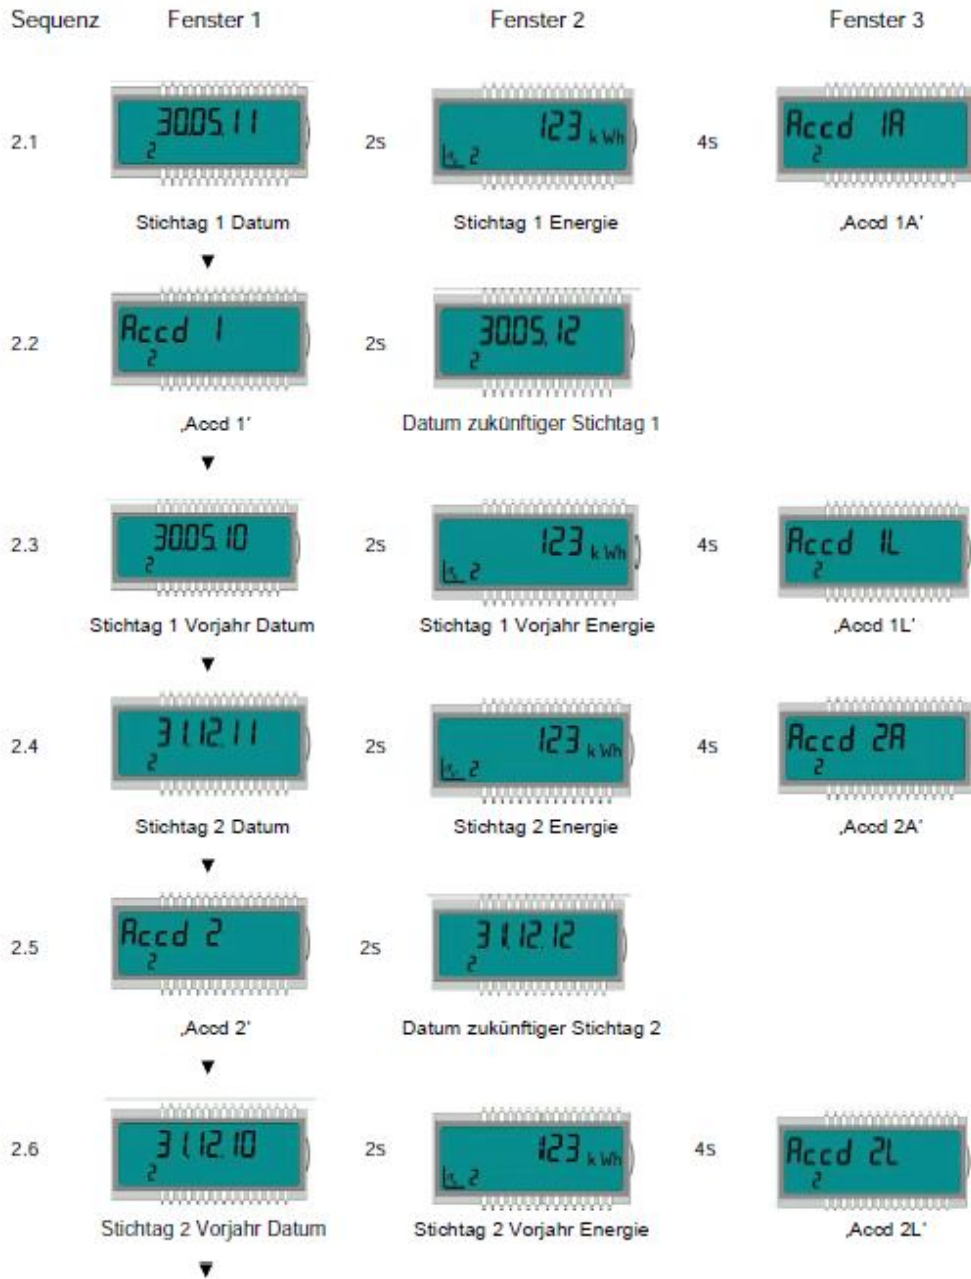 Sequenz Fenster 1 Fenster 2 Fenster 3
2.1 30.05.11 2 2s 123 kWh 2 4s Accd 1A 2
Stichtag 1 Datum Stichtag 1 Energie ‚Accd 1A'
▼
2.2 Accd 1 2 2s 30.05.12 2
‚Accd 1' Datum zukünftiger Stichtag 1
▼
2.3 30.05.10 2 2s 123 kWh 2 4s Accd 1L 2
Stichtag 1 Vorjahr Datum Stichtag 1 Vorjahr Energie ‚Accd 1L'
▼
2.4 31.12.11 2 2s 123 kWh 2 4s Accd 2A 2
Stichtag 2 Datum Stichtag 2 Energie ‚Accd 2A'
▼
2.5 Accd 2 2 2s 31.12.12 2
‚Accd 2' Datum zukünftiger Stichtag 2
▼
2.6 31.12.10 2 2s 123 kWh 2 4s Accd 2L 2
Stichtag 2 Vorjahr Datum Stichtag 2 Vorjahr Energie ‚Accd 2L'
▼